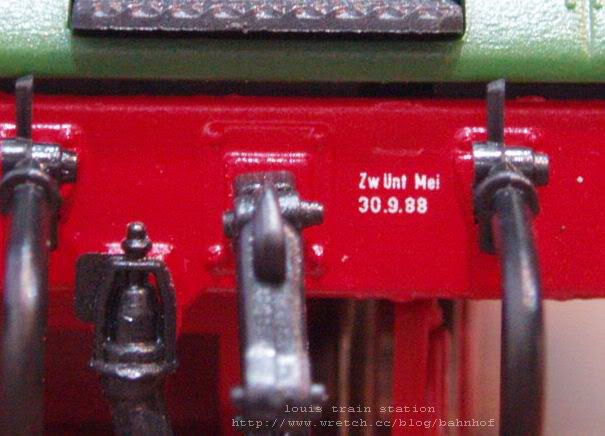 Zw Unt Mei
30.9.88
louis train station
http://www.wretch.cc/blog/bahnhof